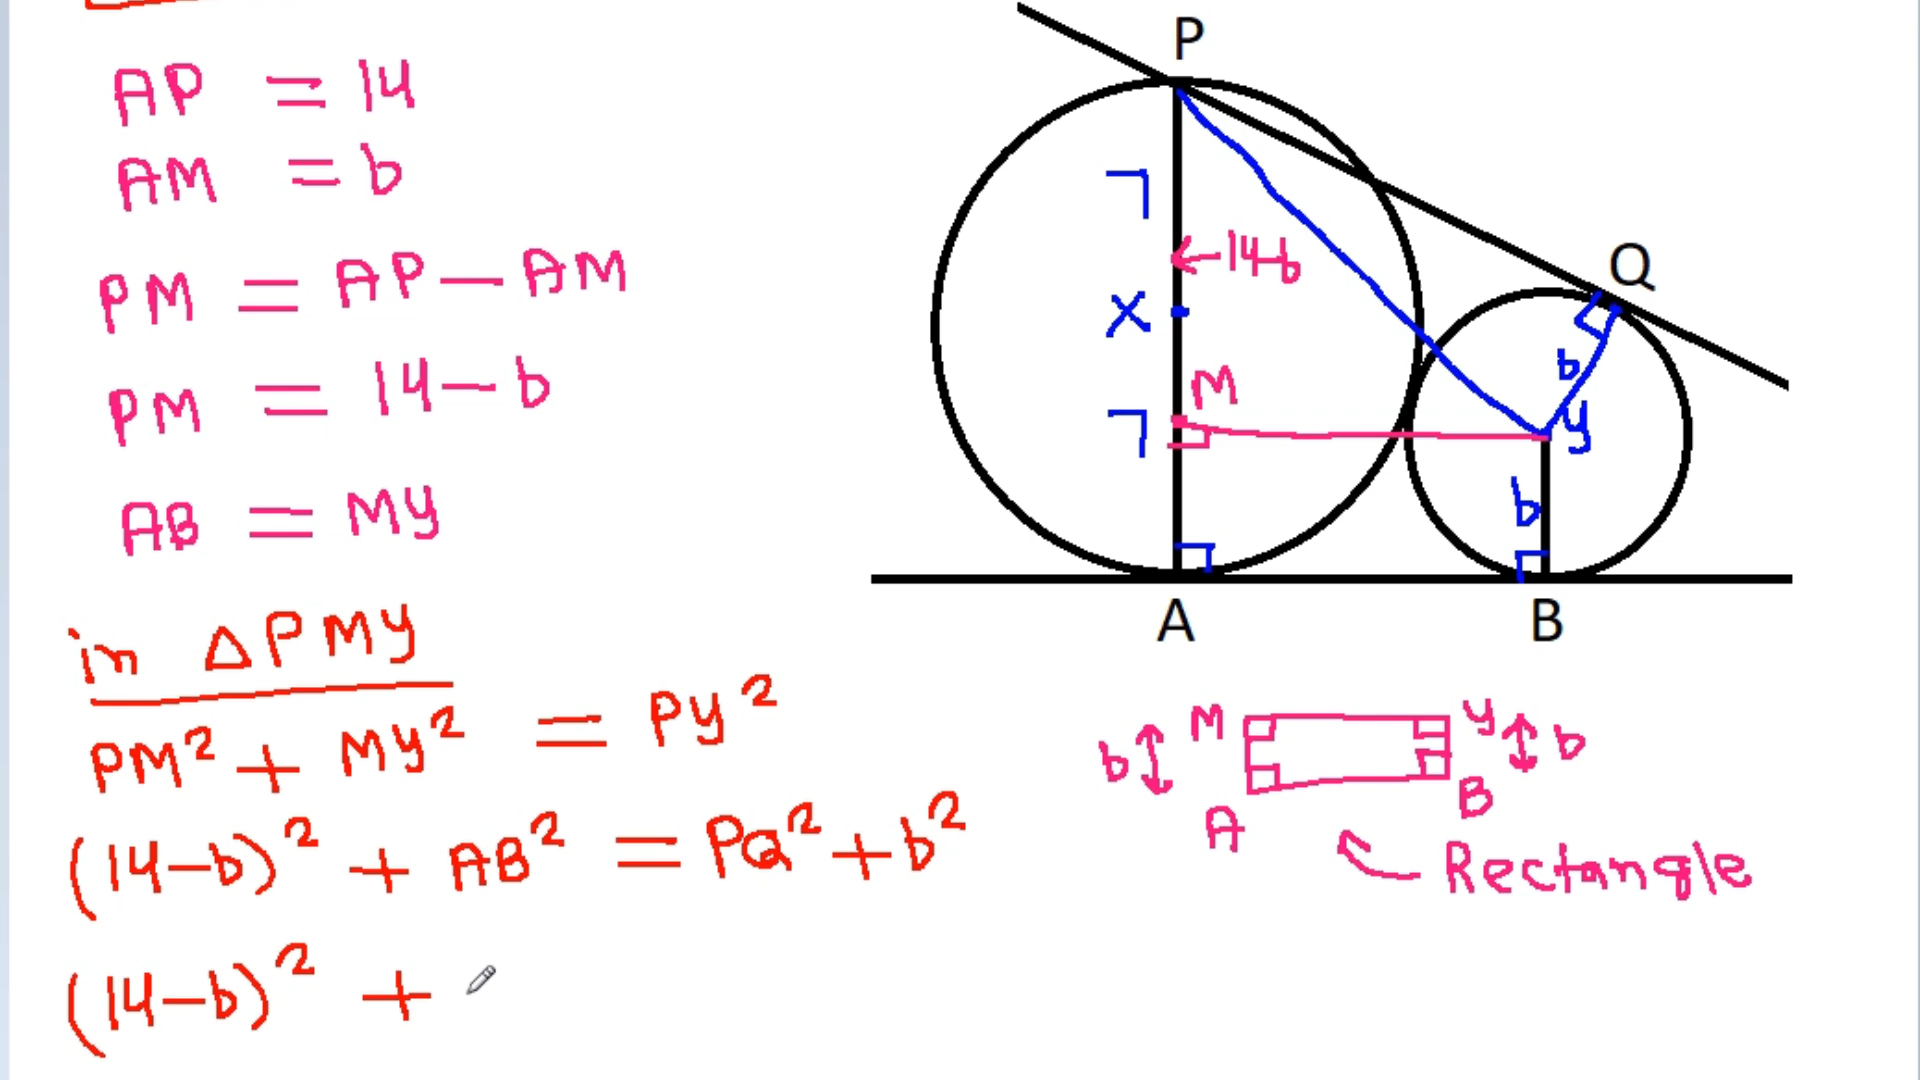 AP = 14
AM = b
PM = AP - AM
PM = 14 - b
AB = My
in ΔPMy
PM² + My² = Py²
(14-b)² + AB² = PQ² + b²
(14-b)² +
P
14-b
X
M
Q
b
y
b
A
B
M
y
b
b
A
B
Rectangle